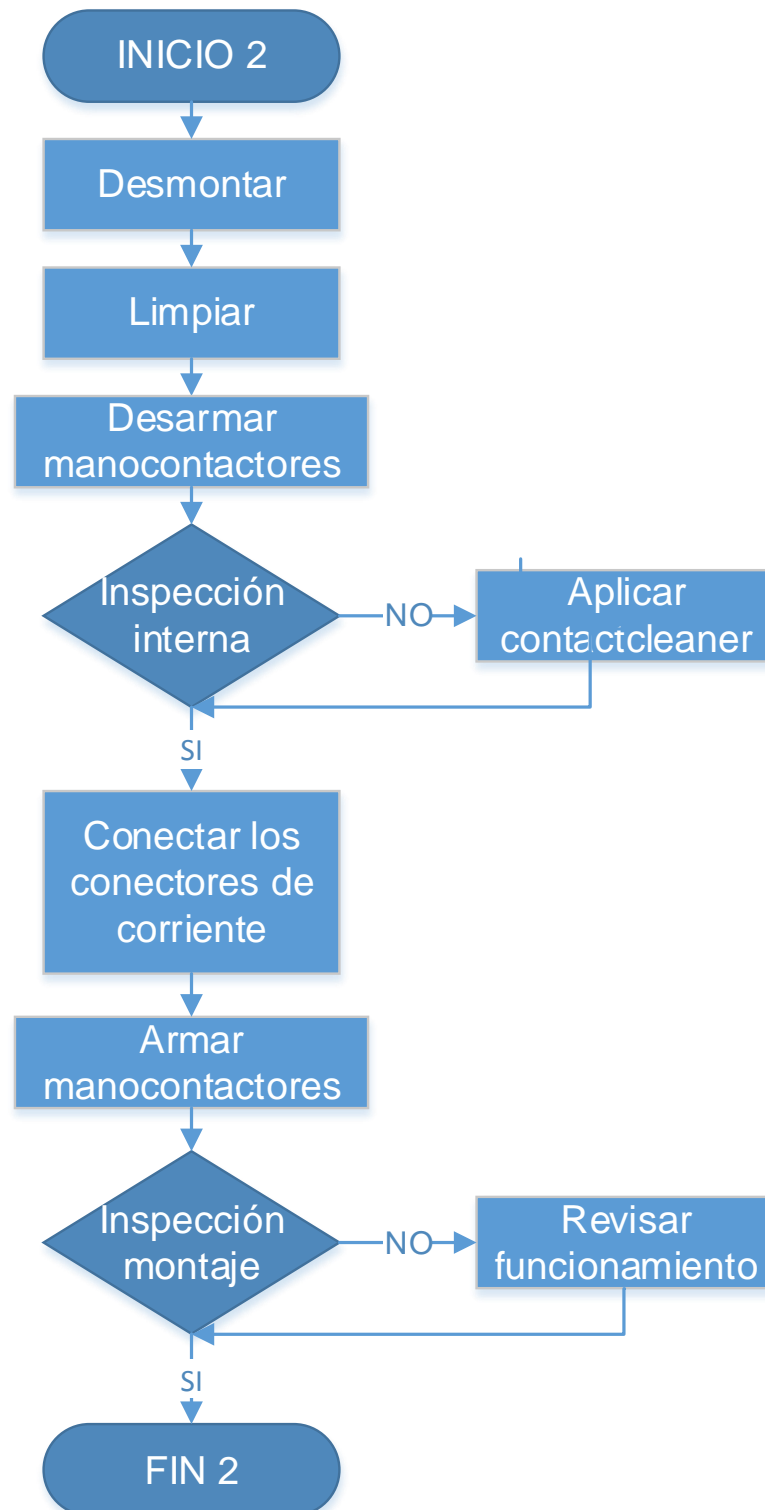 INICIO 2
Desmontar
Limpiar
Desarmar
manocontactores
Inspección
interna
NO
Aplicar
contactcleaner
SI
Conectar los
conectores de
corriente
Armar
manocontactores
Inspección
montaje
NO
Revisar
funcionamiento
SI
FIN 2